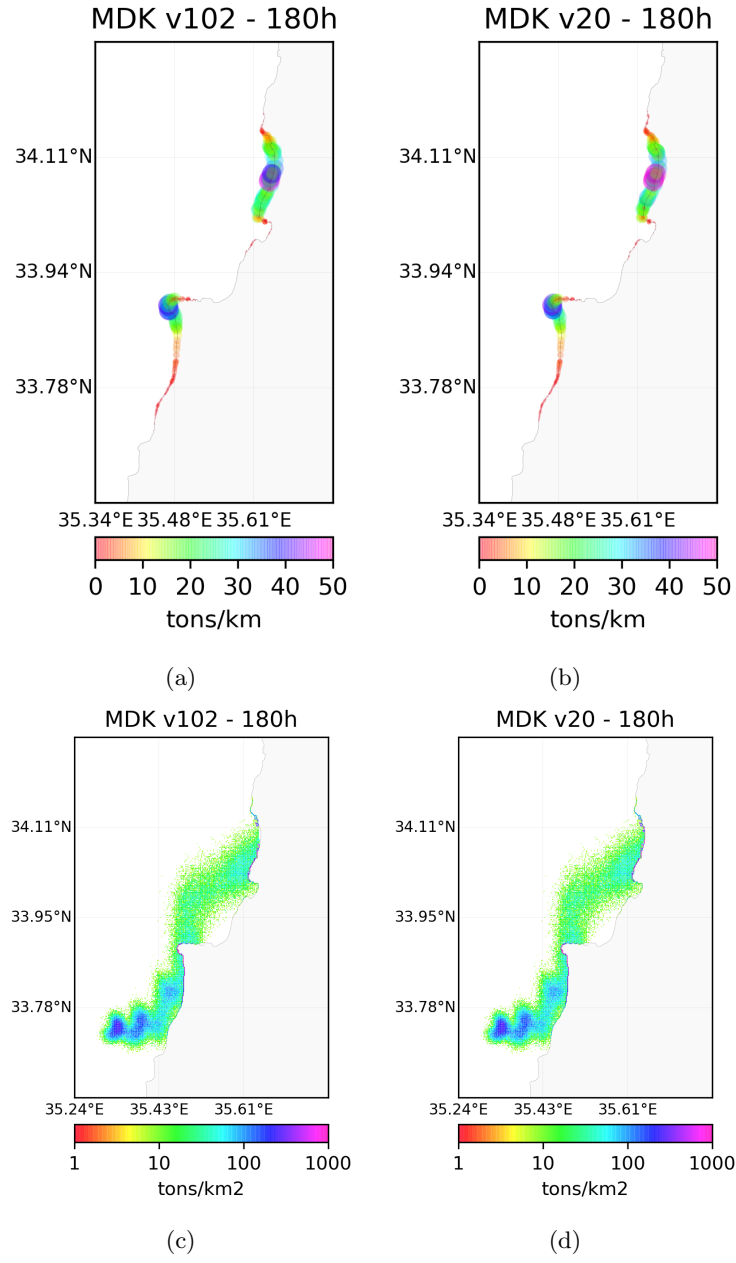 MDK v102 - 180h
MDK v20 - 180h
34.11°N
33.94°N
33.78°N
35.34°E 35.48°E 35.61°E
0 10 20 30 40 50
tons/km
34.11°N
33.94°N
33.78°N
35.34°E 35.48°E 35.61°E
0 10 20 30 40 50
tons/km
(a)
(b)
MDK v102 - 180h
MDK v20 - 180h
34.11°N
33.95°N
33.78°N
35.24°E 35.43°E 35.61°E
1 10 100 1000
tons/km2
34.11°N
33.95°N
33.78°N
35.24°E 35.43°E 35.61°E
1 10 100 1000
tons/km2
(c)
(d)